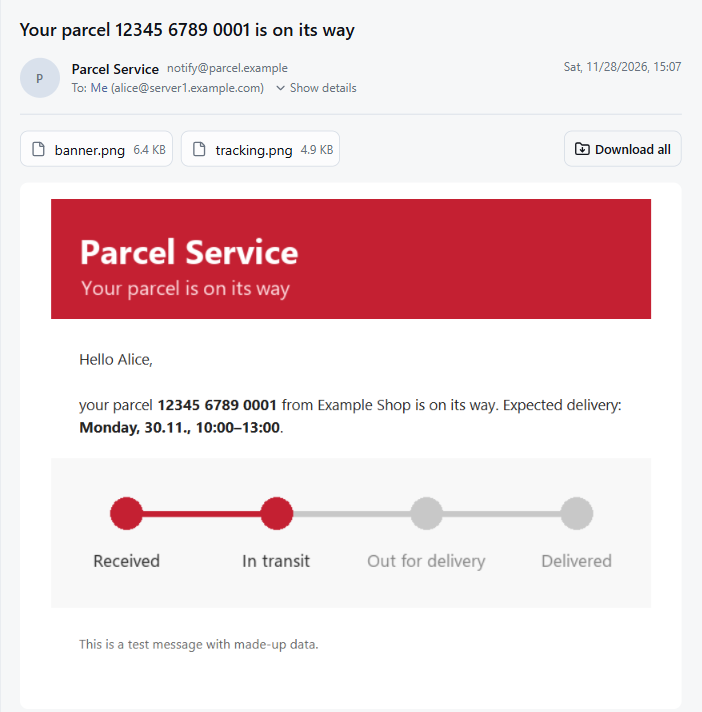 Your parcel 12345 6789 0001 is on its way
P
Parcel Service notify@parcel.example
Sat, 11/28/2026, 15:07
To: Me (alice@server1.example.com) Show details
banner.png 6.4 KB tracking.png 4.9 KB Download all
Parcel Service
Your parcel is on its way
Hello Alice,
your parcel 12345 6789 0001 from Example Shop is on its way. Expected delivery:
Monday, 30.11., 10:00–13:00.
Received In transit Out for delivery Delivered
This is a test message with made-up data.